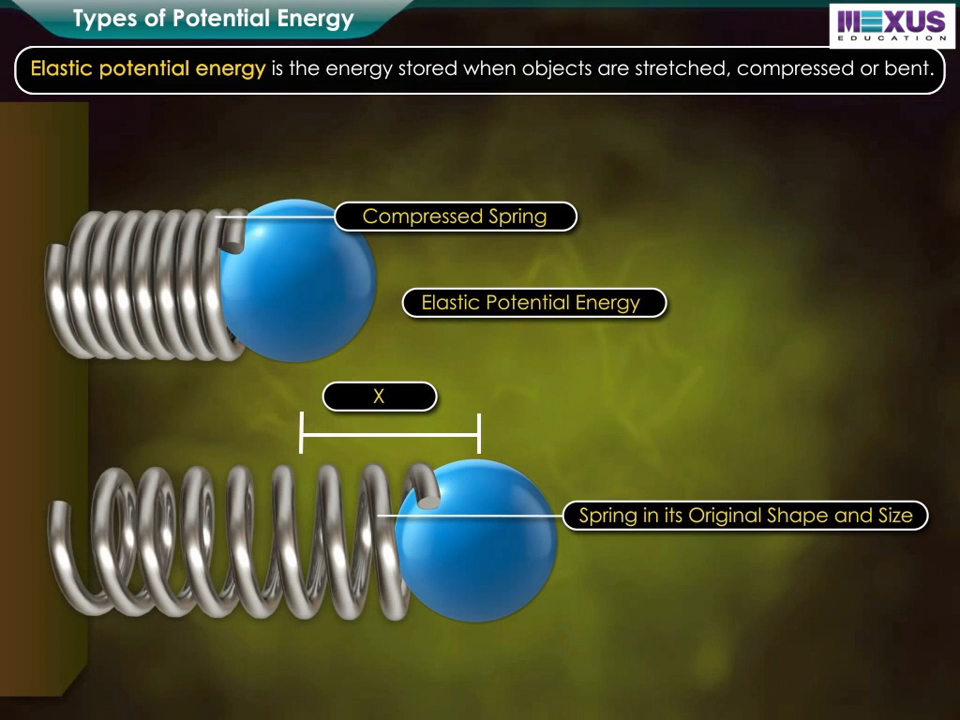 Types of Potential Energy
MEXUS
EDUCATION
Elastic potential energy is the energy stored when objects are stretched, compressed or bent.
Compressed Spring
Elastic Potential Energy
X
Spring in its Original Shape and Size